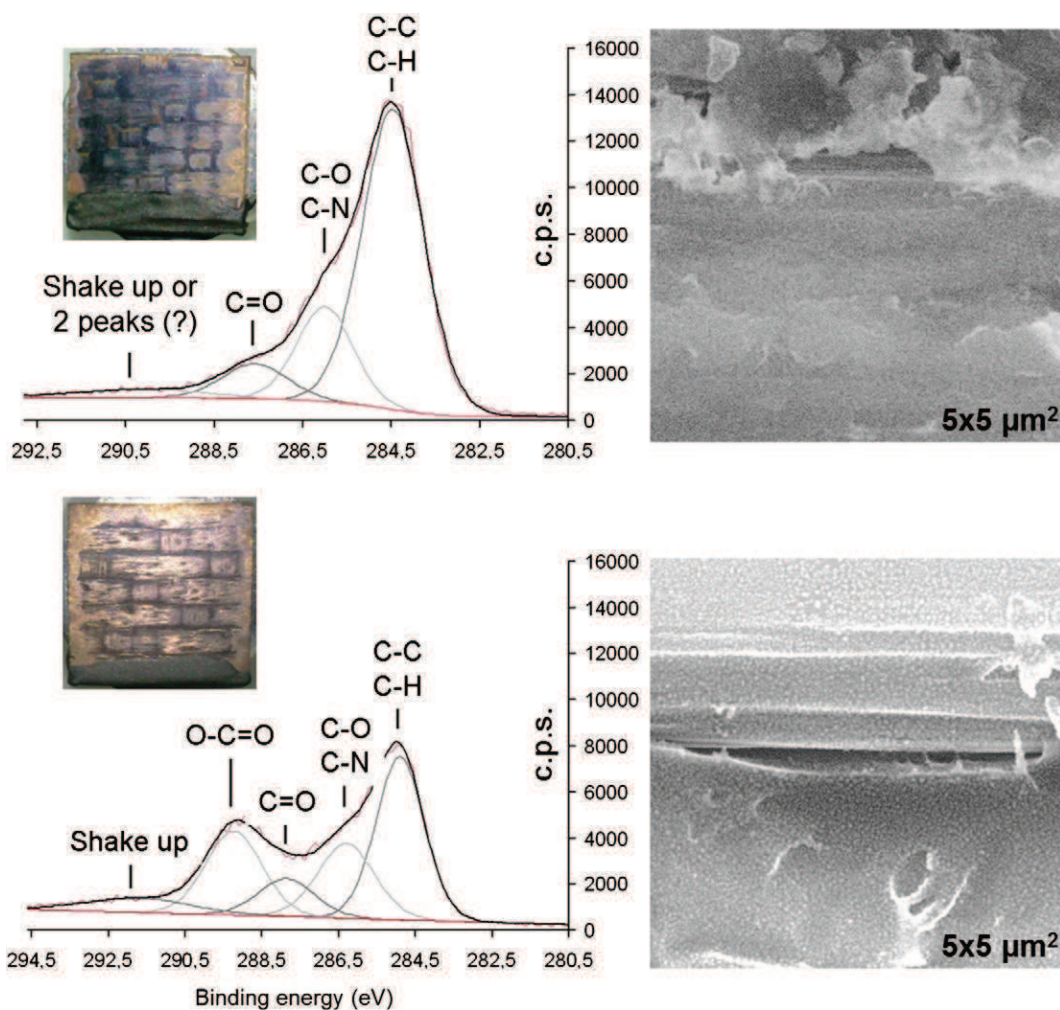 C-C
C-H
C-O
C-N
C=O
Shake up or
2 peaks (?)
c.p.s.
16000
14000
12000
10000
8000
6000
4000
2000
0
292,5 290,5 288,5 286,5 284,5 282,5 280,5
5x5 µm²
C-C
C-H
C-O
C-N
O-C=O
C=O
Shake up
c.p.s.
16000
14000
12000
10000
8000
6000
4000
2000
0
294,5 292,5 290,5 288,5 286,5 284,5 282,5 280,5
Binding energy (eV)
5x5 µm²